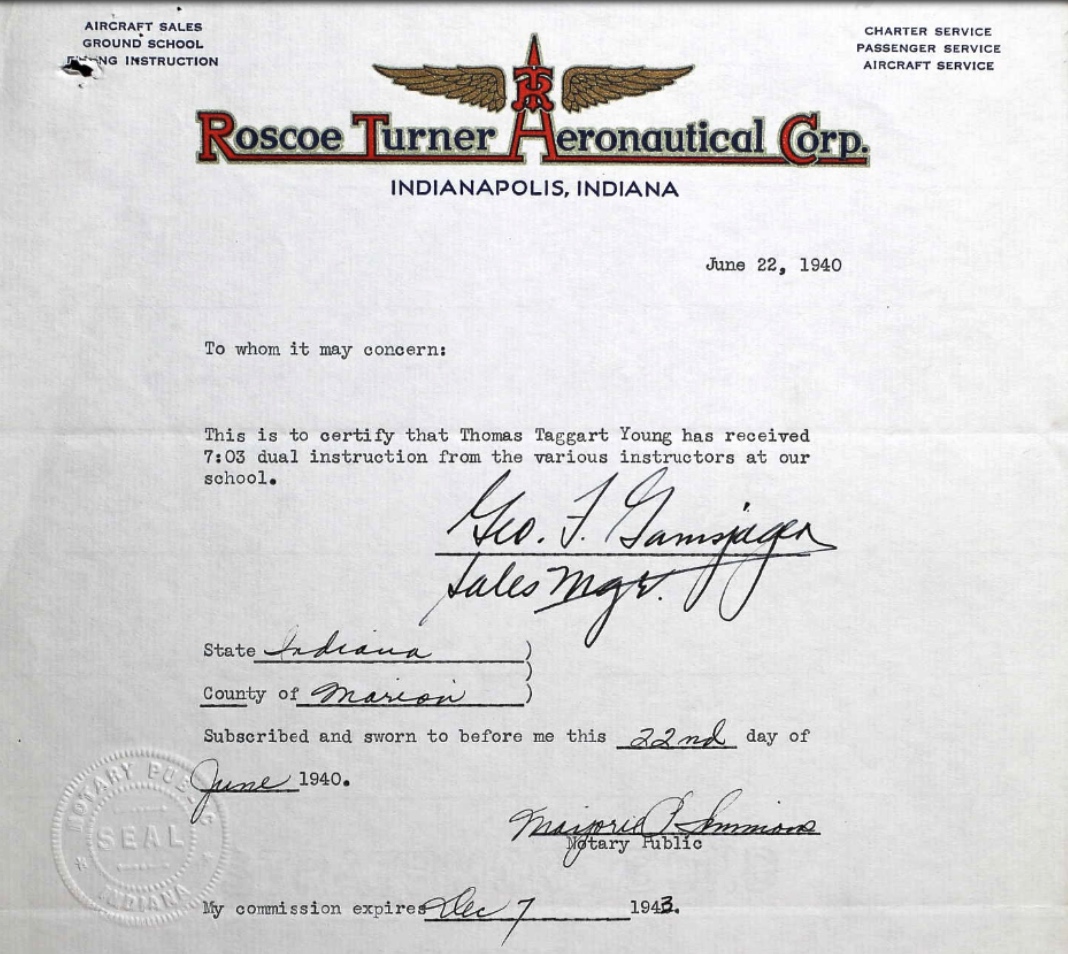 AIRCRAFT SALES
GROUND SCHOOL
INSTRUCTION
CHARTER SERVICE
PASSENGER SERVICE
AIRCRAFT SERVICE
Roscoe Turner Aeronautical Corp.
INDIANAPOLIS, INDIANA
June 22, 1940
To whom it may concern:
This is to certify that Thomas Taggart Young has received
7:03 dual instruction from the various instructors at our
school.
Geo. F. Gamsjager
Sales Mgr.
State Indiana )
)
County of Marion )
Subscribed and sworn to before me this 22nd day of
June 1940.
Marjorie P Simmons
Notary Public
NOTARY PUBLIC
SEAL
INDIANA
My commission expires Dec 7 1943.